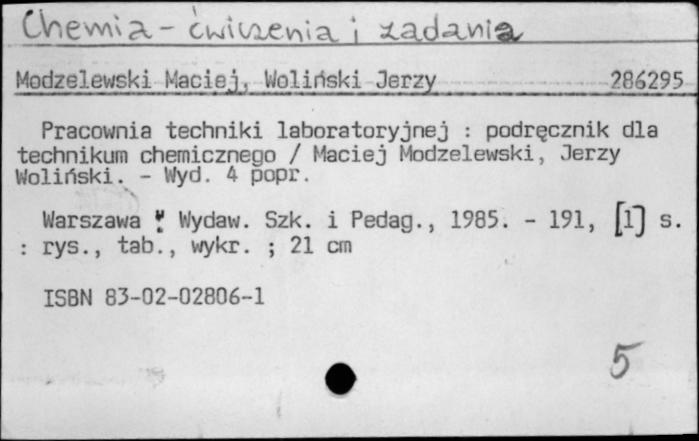 Chemia - ćwiczenia i zadania
Modzelewski Maciej, Woliński Jerzy 286295
Pracownia techniki laboratoryjnej : podręcznik dla
technikum chemicznego / Maciej Modzelewski, Jerzy
Woliński. - Wyd. 4 popr.
Warszawa : Wydaw. Szk. i Pedag., 1985. - 191, [1] s.
: rys., tab., wykr. ; 21 cm
ISBN 83-02-02806-1
5